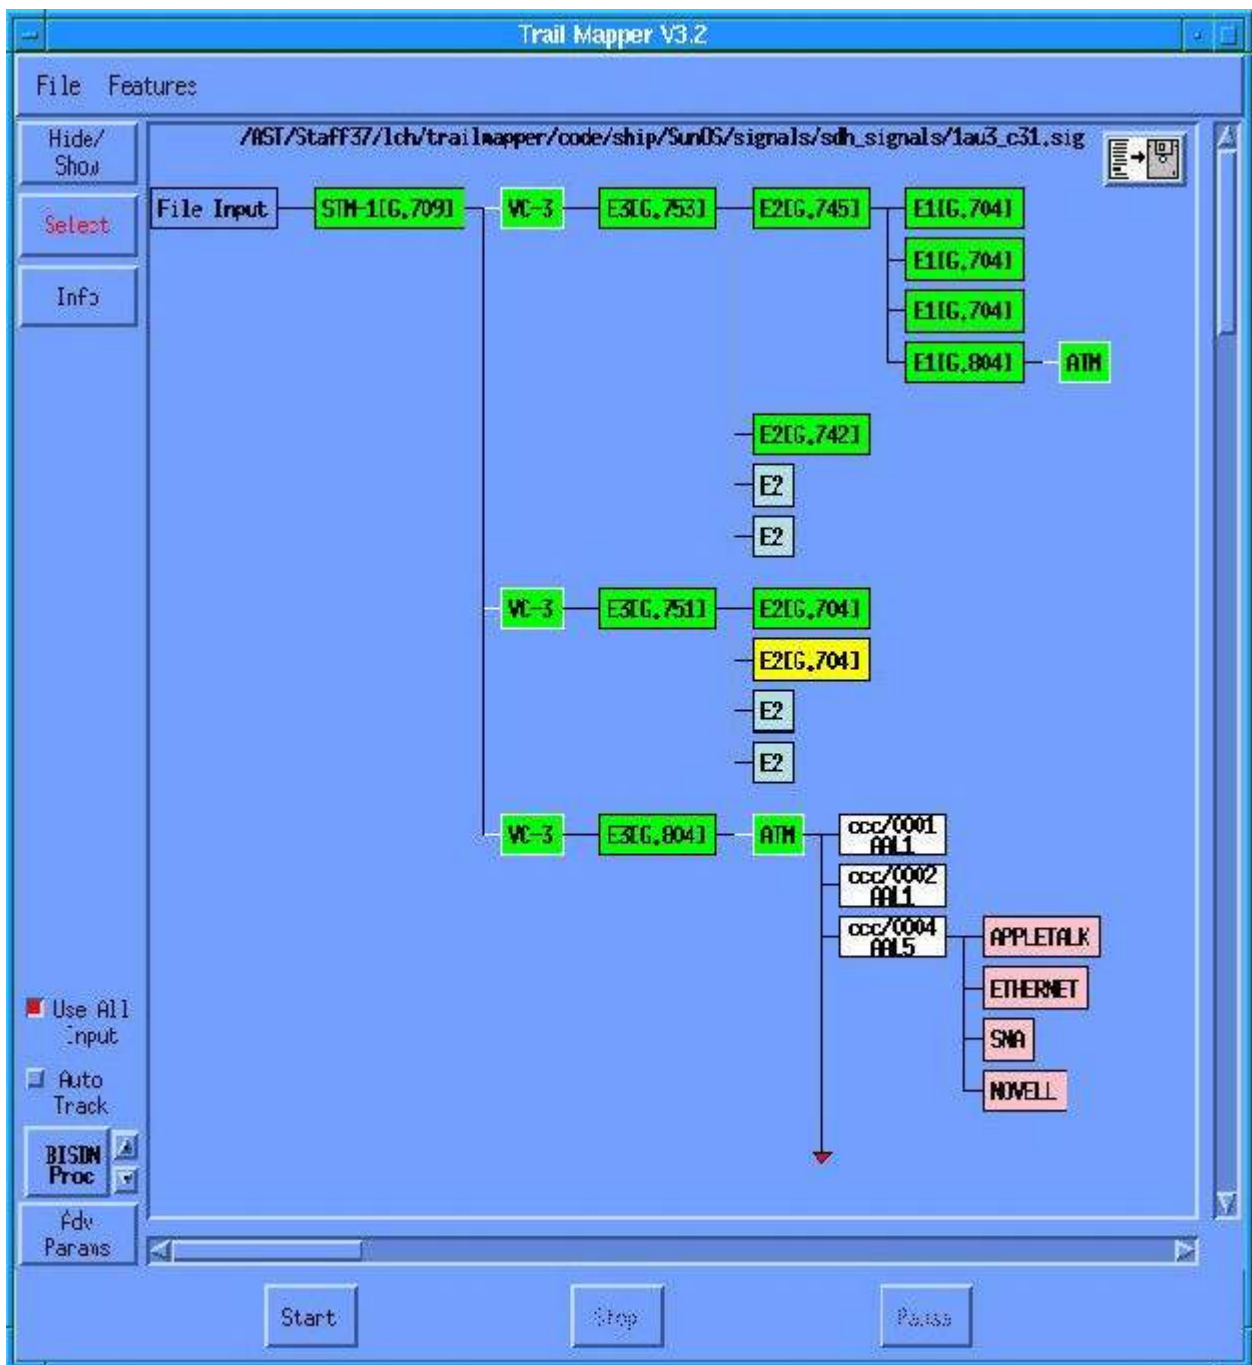 Trail Mapper V3.2
File Features
Hide/
Show
/AST/Staff37/lch/trailmapper/code/ship/SunOS/signals/sdh_signals/1au3_c31.sig
Select
Info
File Input
STM-1[G.709]
VC-3
E3[G.753]
E2[G.745]
E1[G.704]
E1[G.704]
E1[G.704]
E1[G.804]
ATM
E2[G.742]
E2
E2
VC-3
E3[G.751]
E2[G.704]
E2[G.704]
E2
E2
VC-3
E3[G.804]
ATM
ccc/0001
AAL1
ccc/0002
AAL1
ccc/0004
AAL5
APPLETALK
ETHERNET
SNA
NOVELL
Use All
Input
Auto
Track
BISDN
Proc
Adv
Params
Start
Stop
Pause